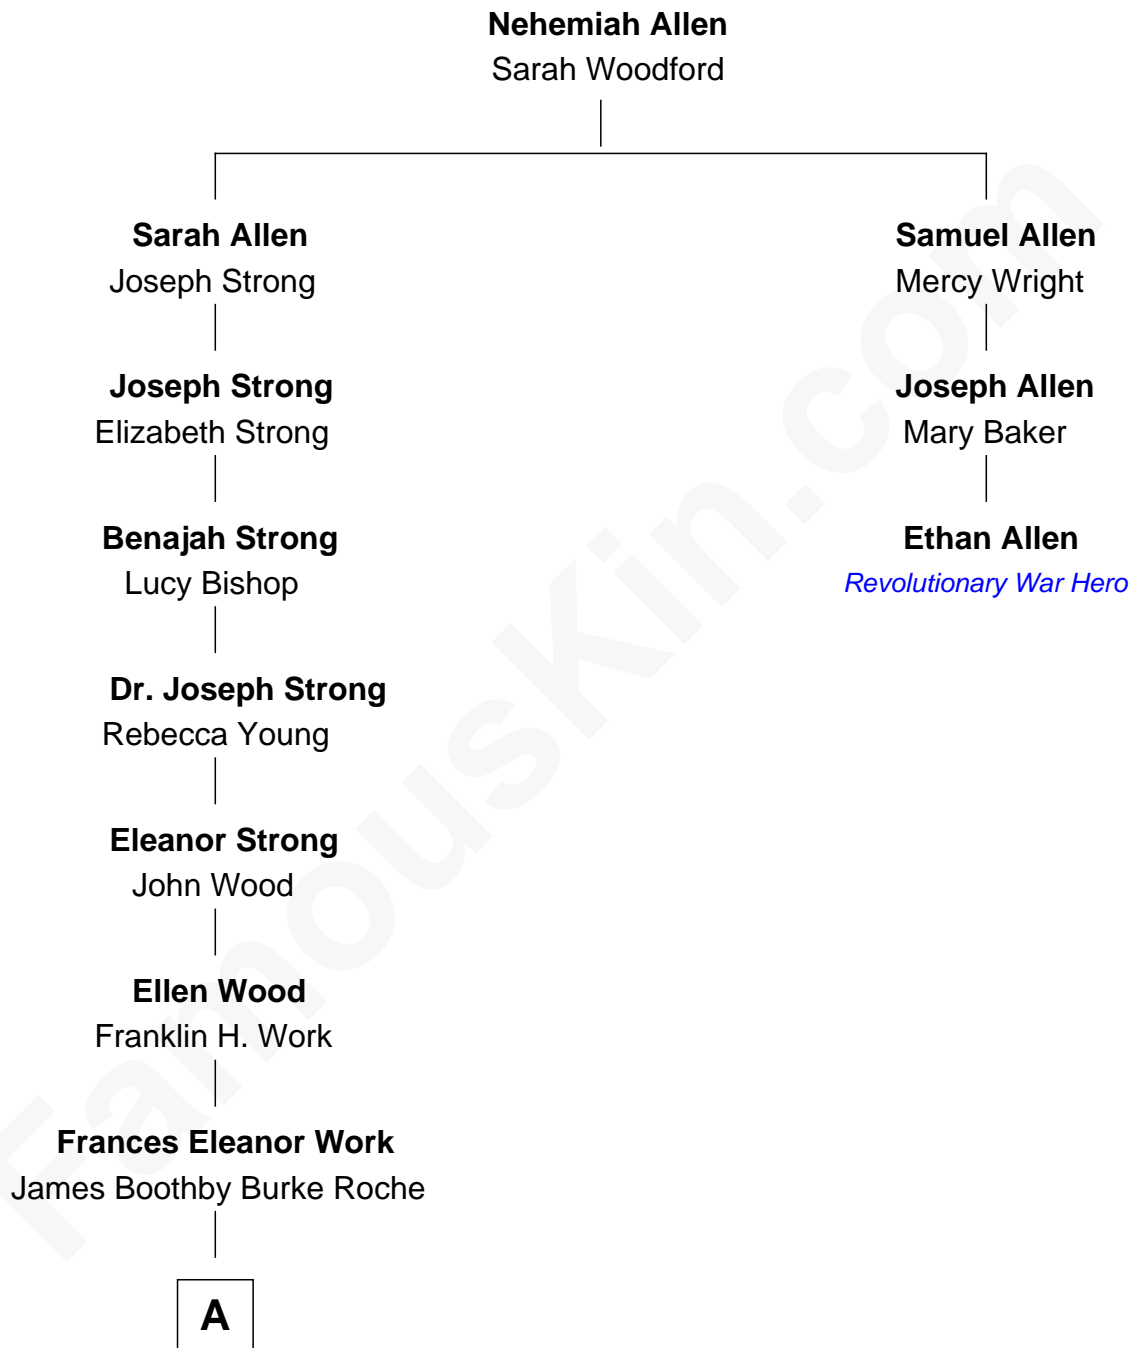 Nehemiah Allen
Sarah Woodford
Sarah Allen
Joseph Strong
Samuel Allen
Mercy Wright
Joseph Strong
Elizabeth Strong
Joseph Allen
Mary Baker
Benajah Strong
Lucy Bishop
Ethan Allen
Revolutionary War Hero
Dr. Joseph Strong
Rebecca Young
Eleanor Strong
John Wood
Ellen Wood
Franklin H. Work
Frances Eleanor Work
James Boothby Burke Roche
A
FamousKin.com